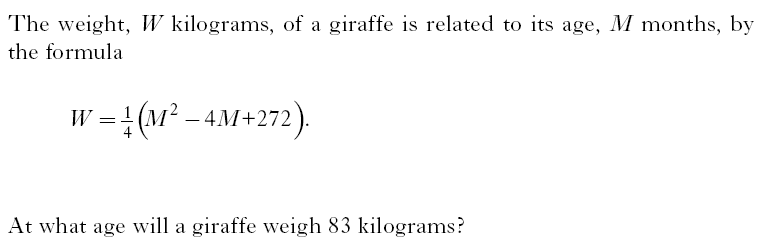 The weight, W kilograms, of a giraffe is related to its age, M months, by
the formula
W = ¼(M² – 4M+272).
At what age will a giraffe weigh 83 kilograms?